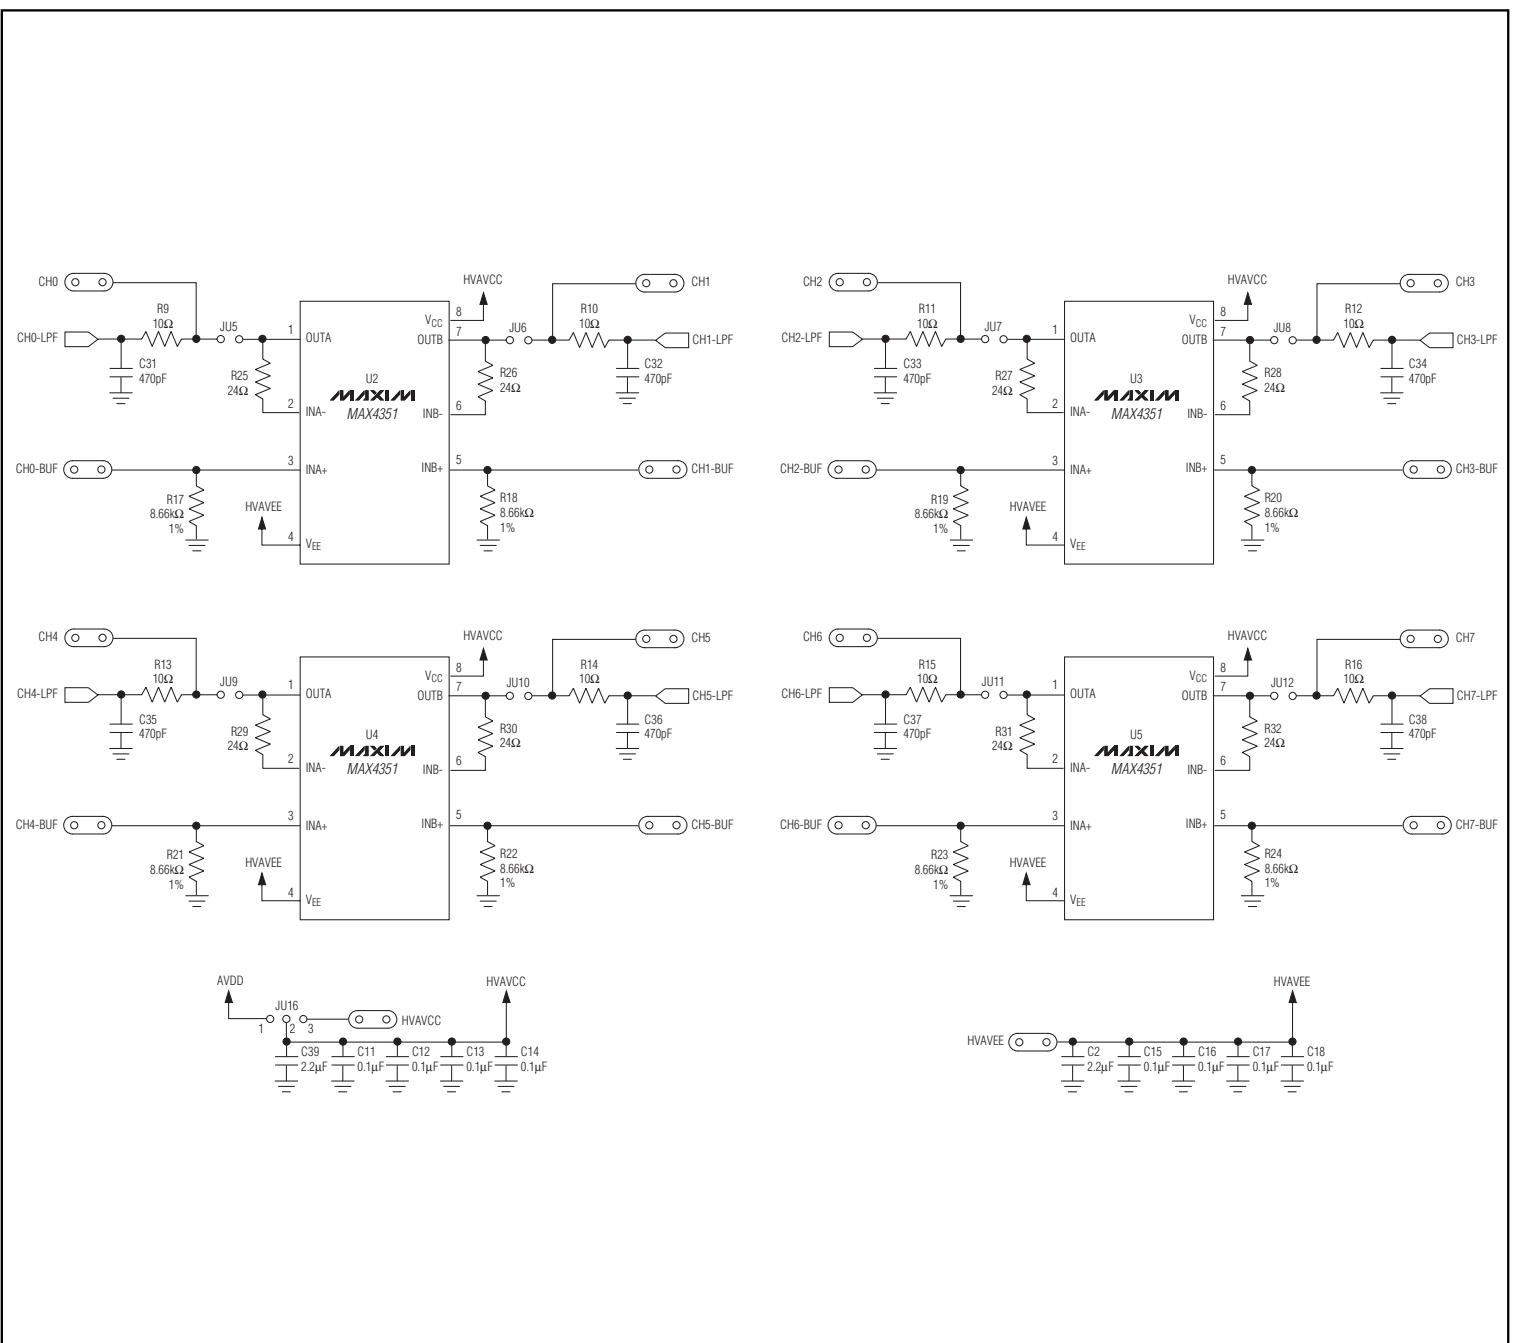 CH0
CH0-LPF
R9
10Ω
C31
470pF
JU5
R25
24Ω
1
OUTA
2
INA-
3
INA+
4
VEE
U2
MAXIM
MAX4351
HVAVCC
8
VCC
7
OUTB
6
INB-
5
INB+
JU6
R26
24Ω
R10
10Ω
C32
470pF
CH1
CH1-LPF
CH0-BUF
R17
8.66kΩ
1%
HVAVEE
R18
8.66kΩ
1%
CH1-BUF
CH2
CH2-LPF
R11
10Ω
C33
470pF
JU7
R27
24Ω
1
OUTA
2
INA-
3
INA+
4
VEE
U3
MAXIM
MAX4351
HVAVCC
8
VCC
7
OUTB
6
INB-
5
INB+
JU8
R28
24Ω
R12
10Ω
C34
470pF
CH3
CH3-LPF
CH2-BUF
R19
8.66kΩ
1%
HVAVEE
R20
8.66kΩ
1%
CH3-BUF
CH4
CH4-LPF
R13
10Ω
C35
470pF
JU9
R29
24Ω
1
OUTA
2
INA-
3
INA+
4
VEE
U4
MAXIM
MAX4351
HVAVCC
8
VCC
7
OUTB
6
INB-
5
INB+
JU10
R30
24Ω
R14
10Ω
C36
470pF
CH5
CH5-LPF
CH4-BUF
R21
8.66kΩ
1%
HVAVEE
R22
8.66kΩ
1%
CH5-BUF
CH6
CH6-LPF
R15
10Ω
C37
470pF
JU11
R31
24Ω
1
OUTA
2
INA-
3
INA+
4
VEE
U5
MAXIM
MAX4351
HVAVCC
8
VCC
7
OUTB
6
INB-
5
INB+
JU12
R32
24Ω
R16
10Ω
C38
470pF
CH7
CH7-LPF
CH6-BUF
R23
8.66kΩ
1%
HVAVEE
R24
8.66kΩ
1%
CH7-BUF
AVDD
JU16
1 2 3
HVAVCC
HVAVCC
C39
2.2µF
C11
0.1µF
C12
0.1µF
C13
0.1µF
C14
0.1µF
HVAVEE
HVAVEE
C2
2.2µF
C15
0.1µF
C16
0.1µF
C17
0.1µF
C18
0.1µF